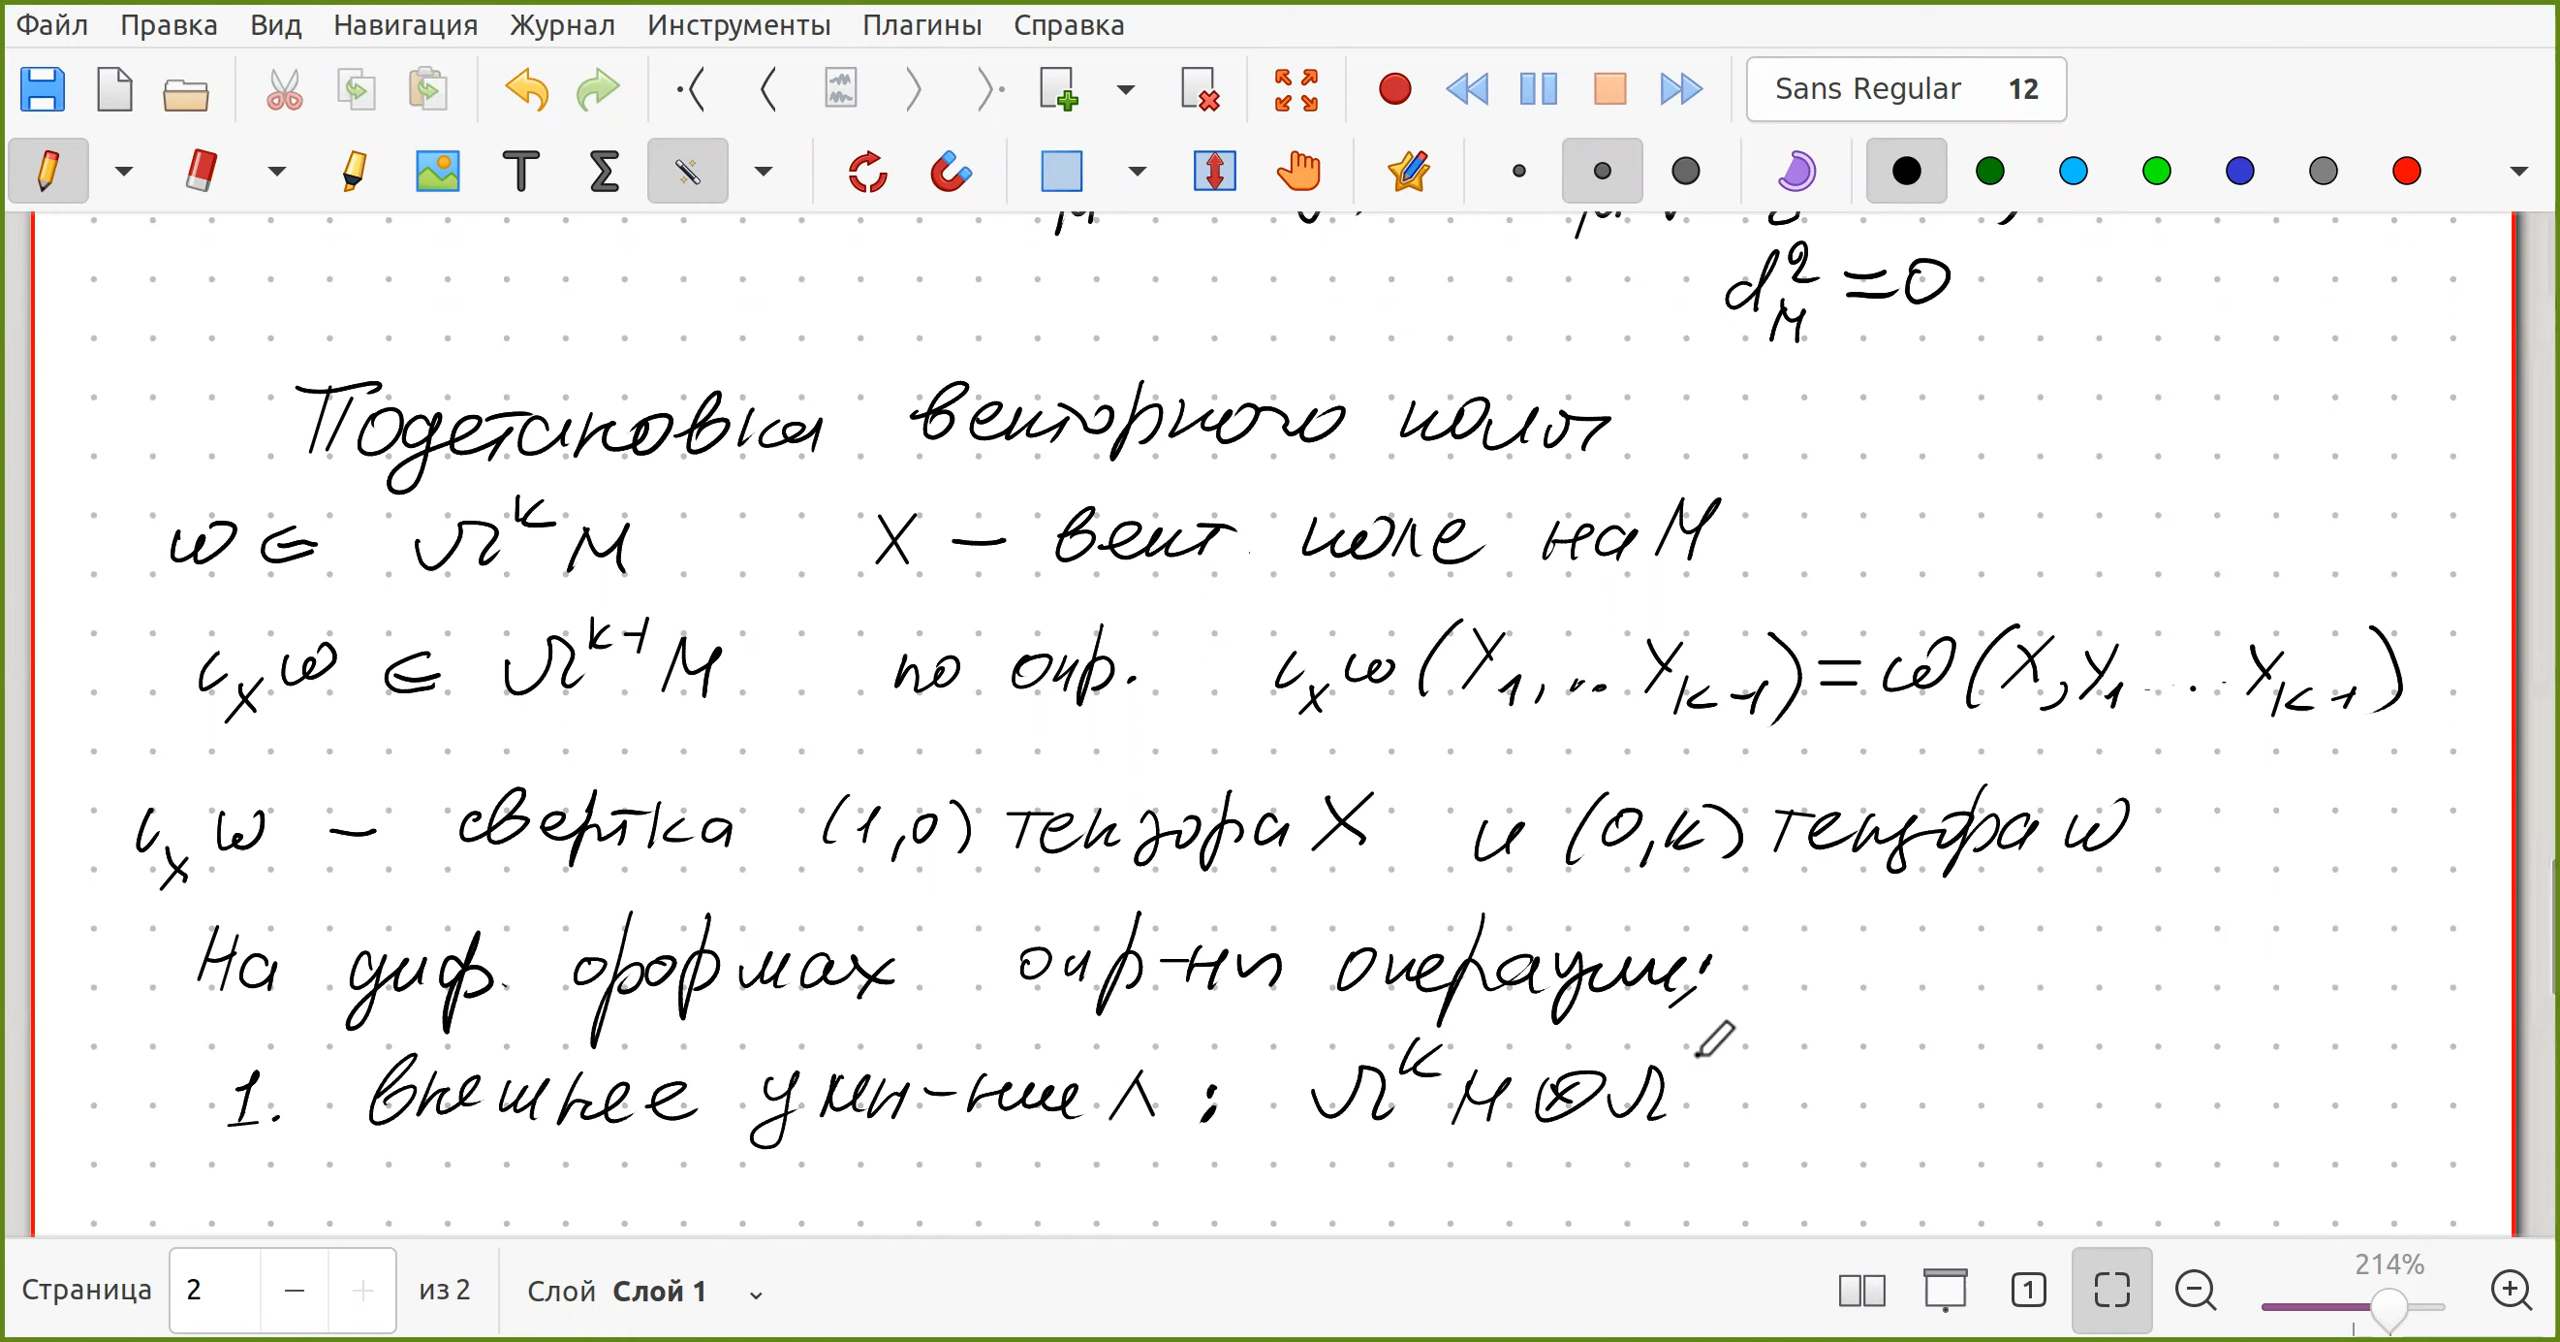 Файл Правка Вид Навигация Журнал Инструменты Плагины Справка
Sans Regular 12
d²_M = 0
Подстановка векторного поля
ω ∈ Ω^k M X – вект. поле на M
ι_X ω ∈ Ω^{k-1} M по опр. ι_X ω (Y_1, ... Y_{k-1}) = ω(X, Y_1 ... Y_{k-1})
ι_X ω – свертка (1,0) тензора X и (0,k) тензора ω
На диф. формах опр-ны операции:
1. Внешнее умн-ние ∧ : Ω^k M ⊗ Ω
Страница 2 из 2 Слой Слой 1 214%